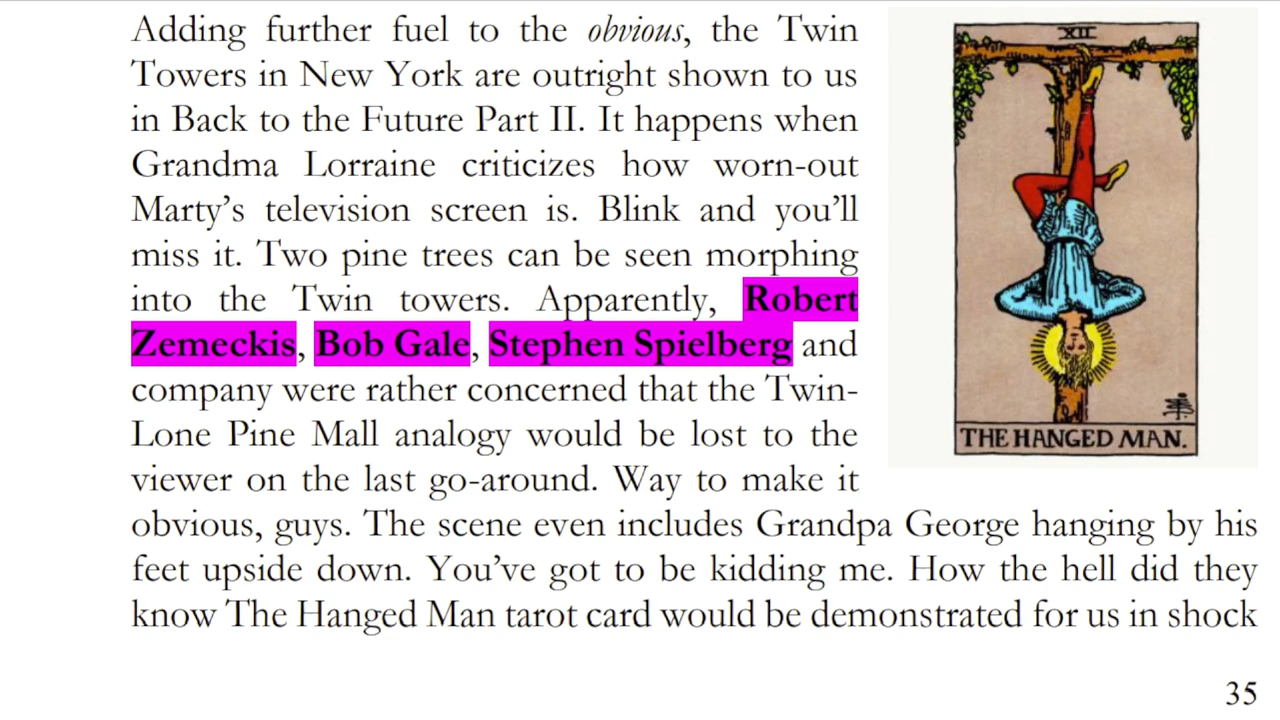 Adding further fuel to the obvious, the Twin
Towers in New York are outright shown to us
in Back to the Future Part II. It happens when
Grandma Lorraine criticizes how worn-out
Marty’s television screen is. Blink and you’ll
miss it. Two pine trees can be seen morphing
into the Twin towers. Apparently, Robert
Zemeckis, Bob Gale, Stephen Spielberg and
company were rather concerned that the Twin-
Lone Pine Mall analogy would be lost to the
viewer on the last go-around. Way to make it
obvious, guys. The scene even includes Grandpa George hanging by his
feet upside down. You’ve got to be kidding me. How the hell did they
know The Hanged Man tarot card would be demonstrated for us in shock
XII
THE HANGED MAN.
35